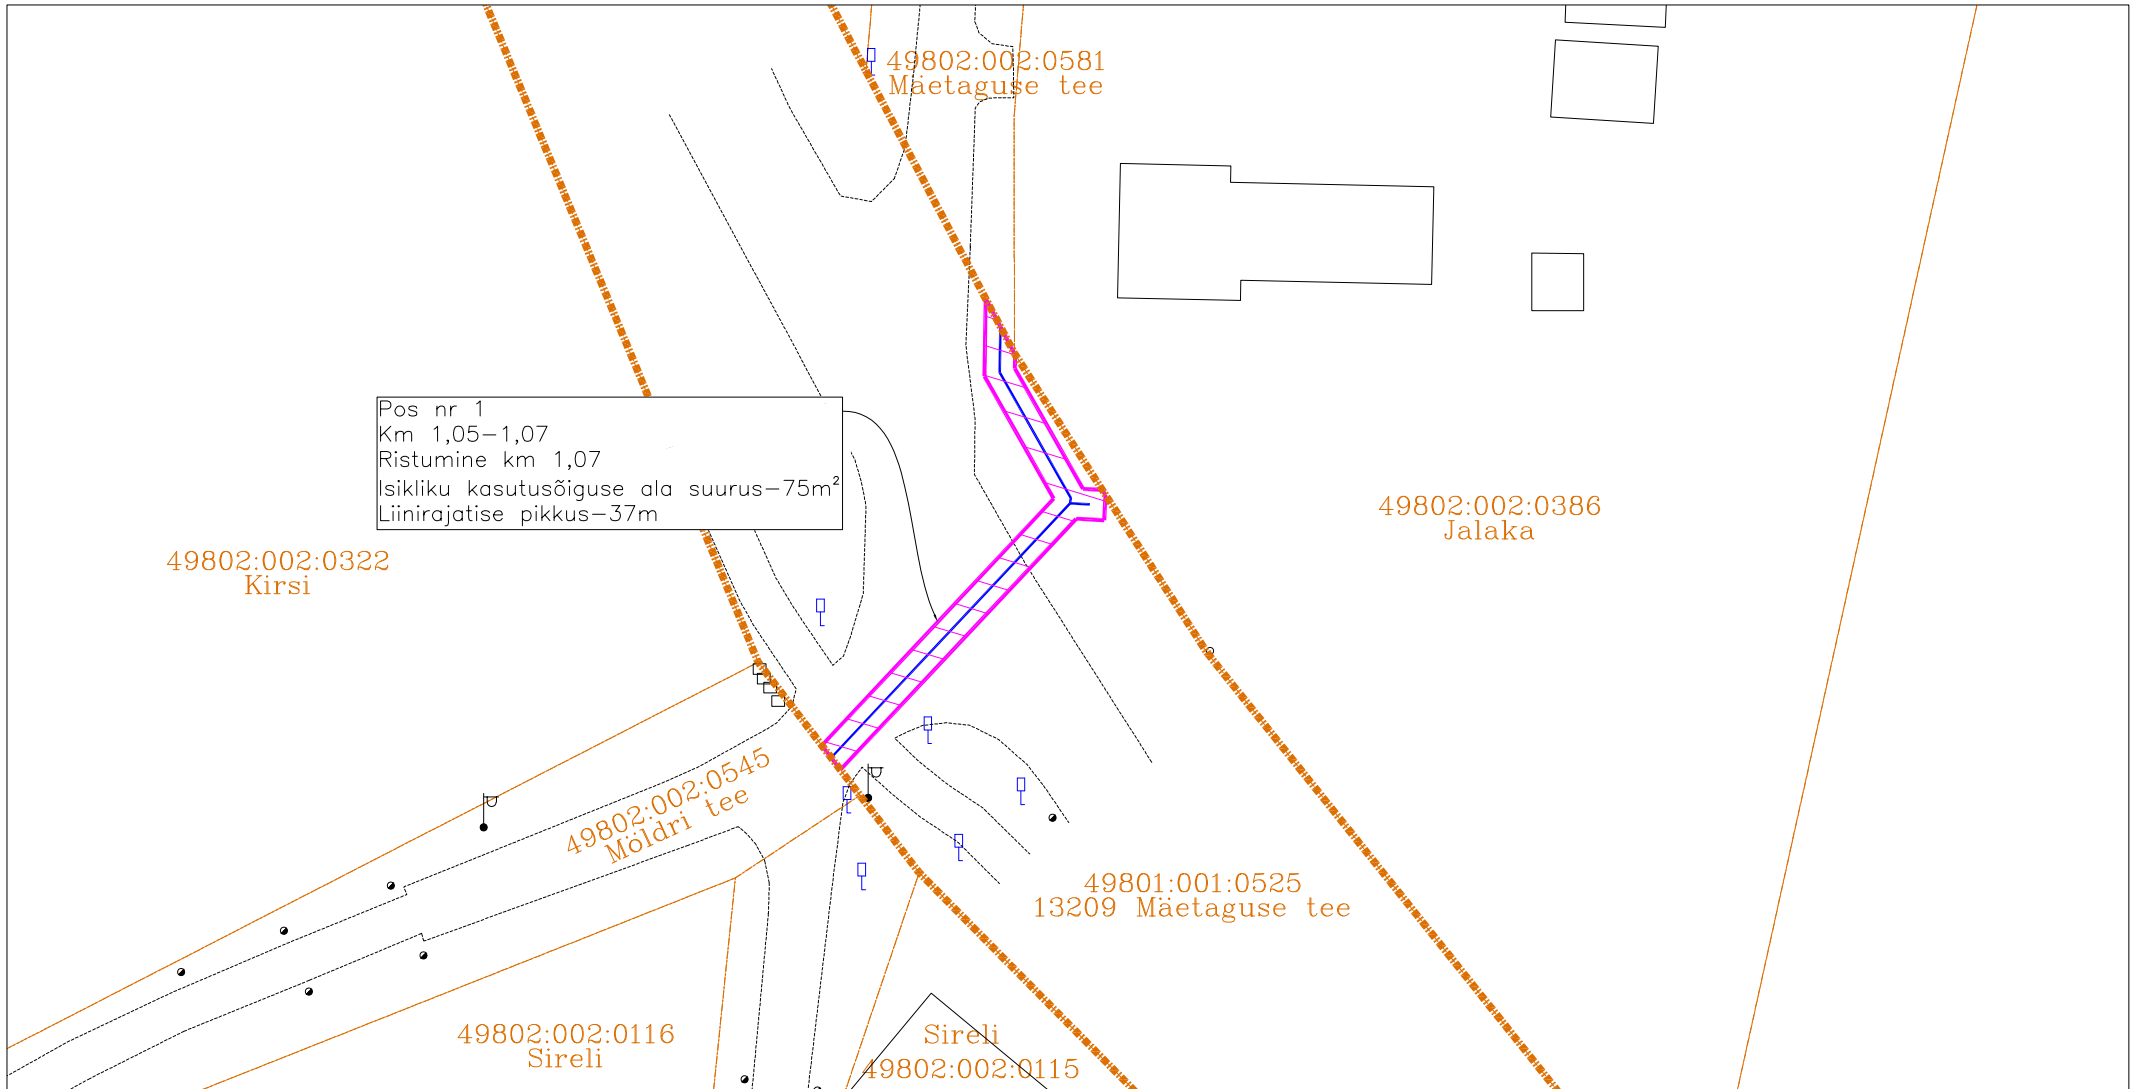 49802:002:0581
Mäetaguse tee
Pos nr 1
Km 1,05-1,07
Ristumine km 1,07
Isikliku kasutusõiguse ala suurus-75m²
Liinirajatise pikkus-37m
49802:002:0386
Jalaka
49802:002:0322
Kirsi
49802:002:0545
Möldri tee
49801:001:0525
13209 Mäetaguse tee
49802:002:0116
Sireli
Sireli
49802:002:0115